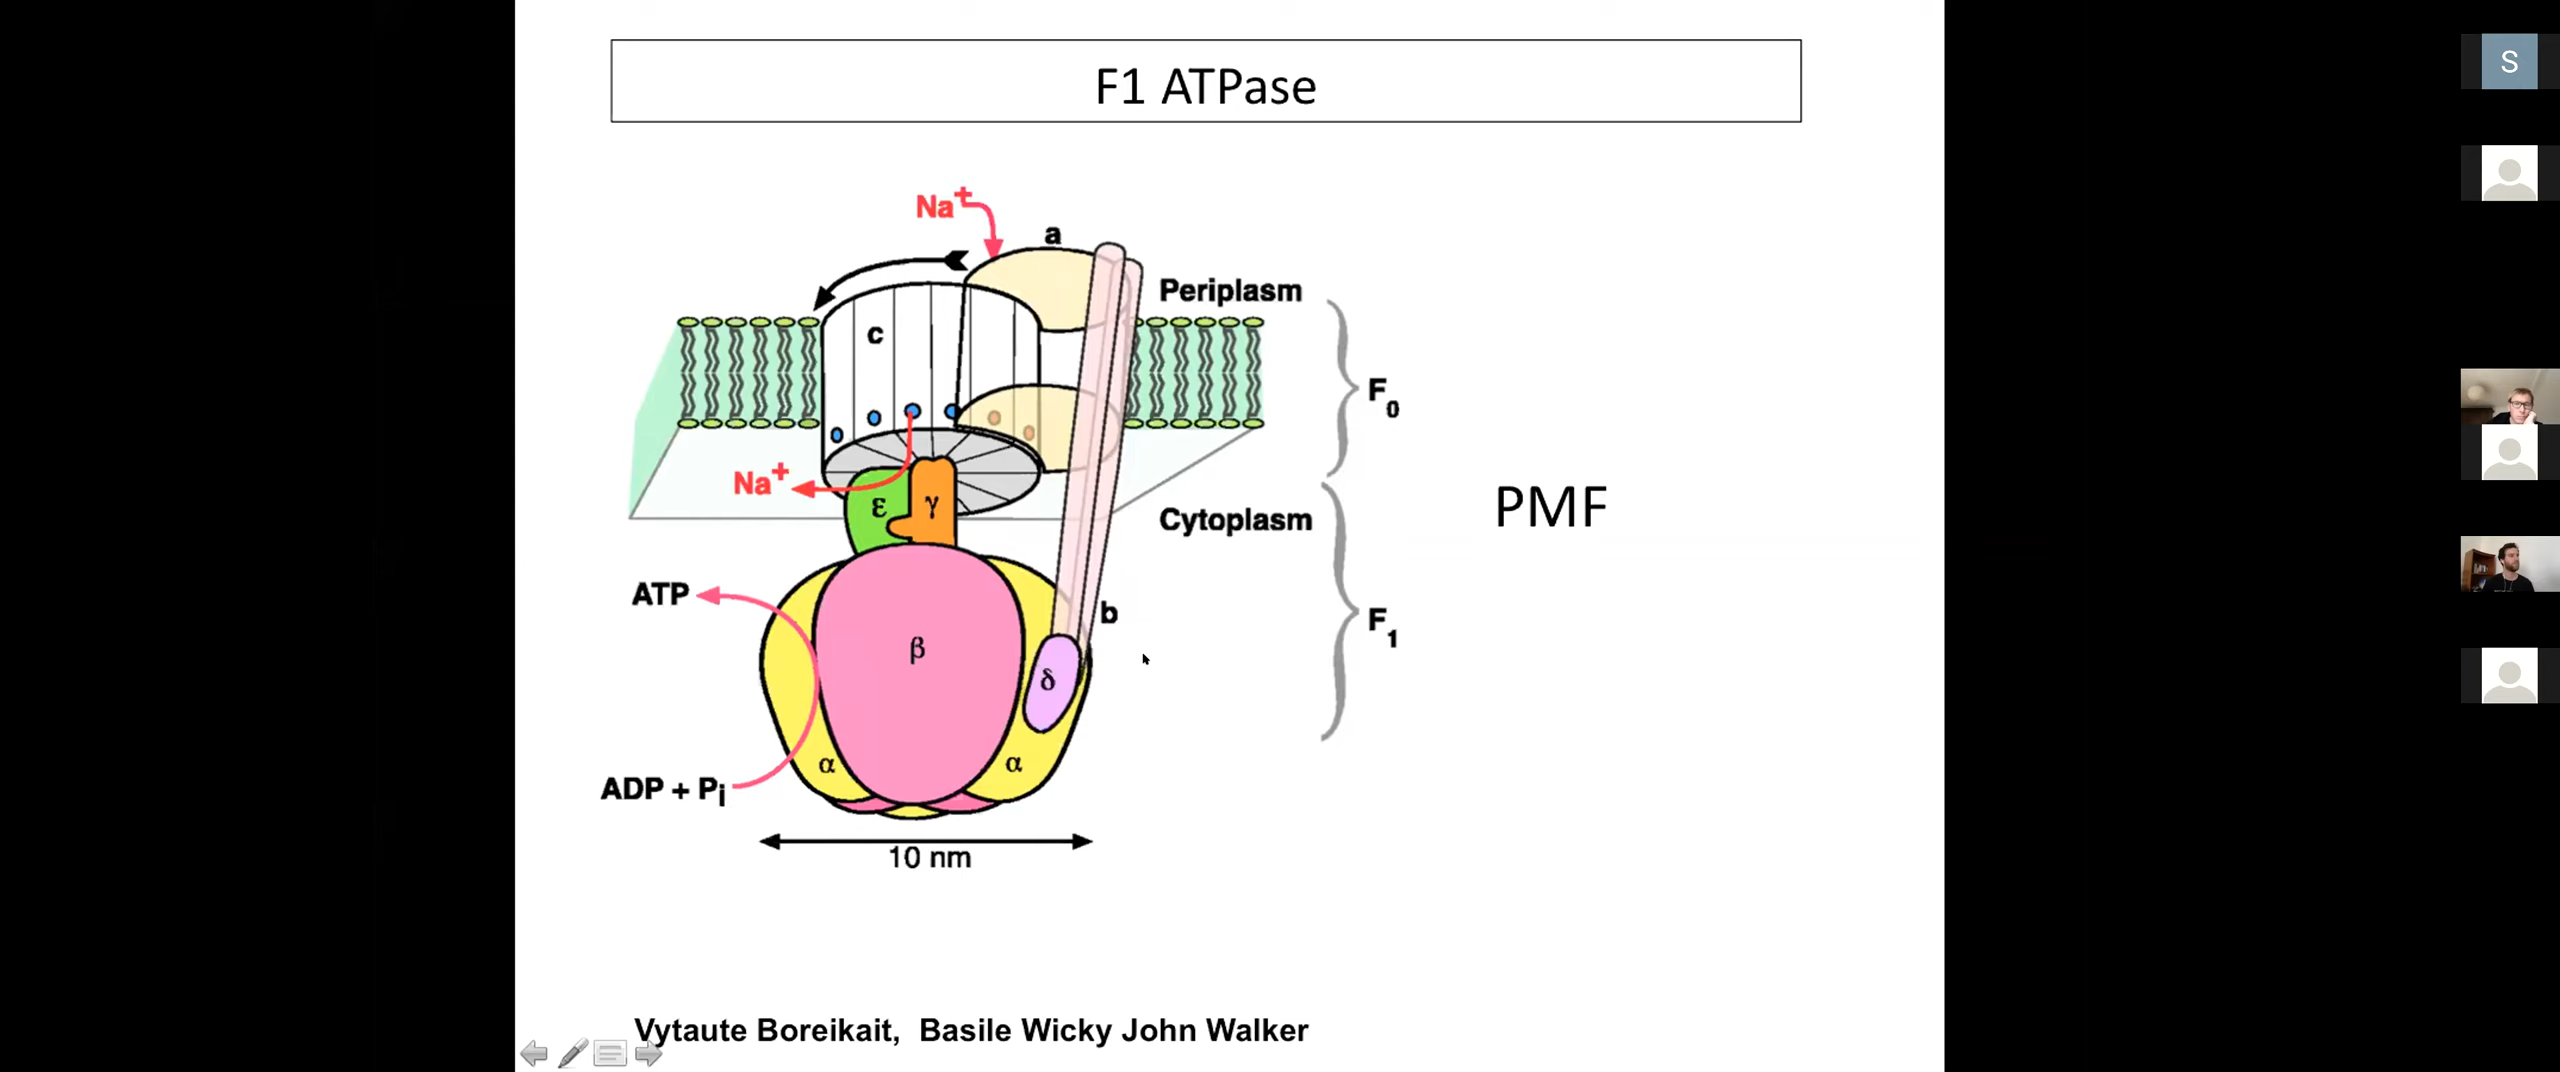 F1 ATPase
S
Na+
a
Periplasm
c
F0
Na+
ε
γ
Cytoplasm
PMF
ATP
b
β
F1
δ
α
α
ADP + Pi
10 nm
Vytaute Boreikait, Basile Wicky John Walker